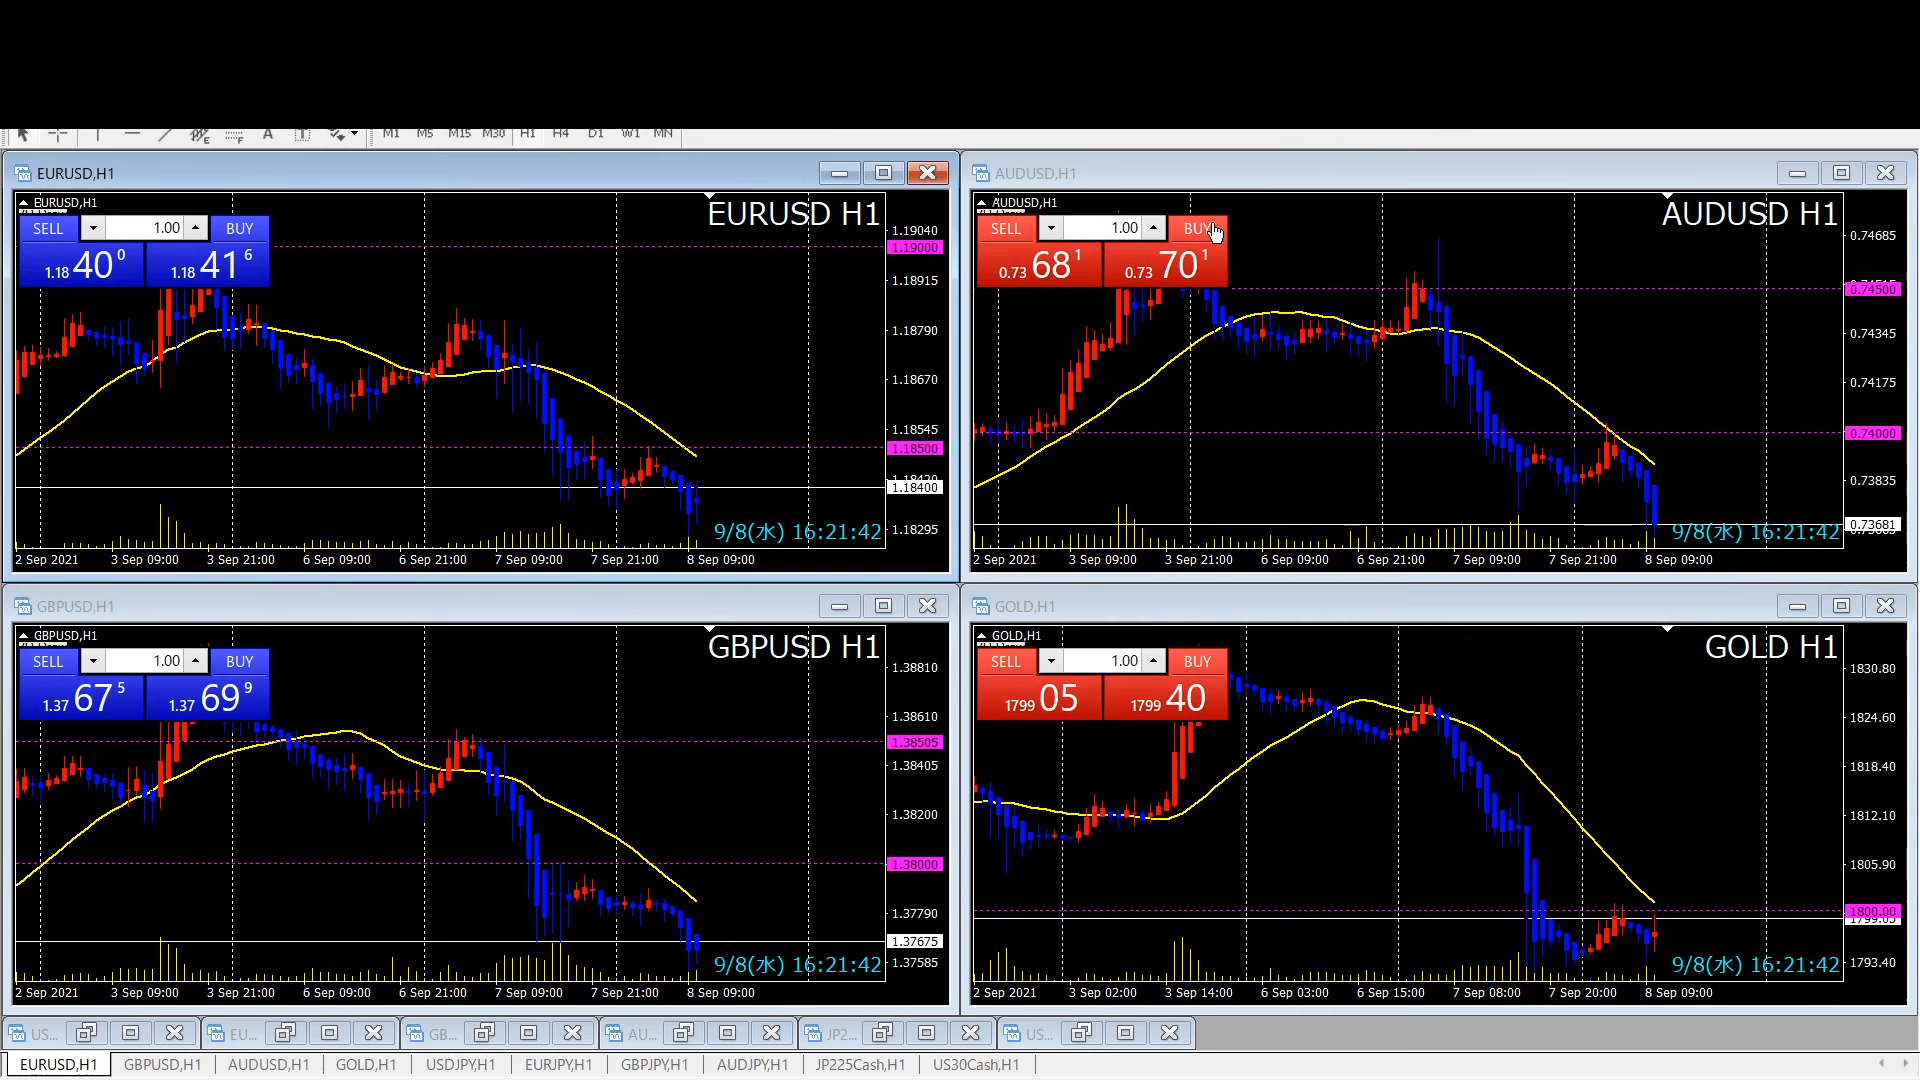 M1 M5 M15 M30 H1 H4 D1 W1 MN
EURUSD,H1
EURUSD,H1
EURUSD H1
SELL 1.00 BUY
1.18 40 0 1.18 41 6
1.19040
1.19000
1.18915
1.18790
1.18670
1.18545
1.18500
1.18400
1.18295
9/8(水) 16:21:42
2 Sep 2021 3 Sep 09:00 3 Sep 21:00 6 Sep 09:00 6 Sep 21:00 7 Sep 09:00 7 Sep 21:00 8 Sep 09:00
AUDUSD,H1
AUDUSD,H1
AUDUSD H1
SELL 1.00 BUY
0.73 68 1 0.73 70 1
0.74685
0.74500
0.74345
0.74175
0.74000
0.73835
0.73681
9/8(水) 16:21:42
2 Sep 2021 3 Sep 09:00 3 Sep 21:00 6 Sep 09:00 6 Sep 21:00 7 Sep 09:00 7 Sep 21:00 8 Sep 09:00
GBPUSD,H1
GBPUSD,H1
GBPUSD H1
SELL 1.00 BUY
1.37 67 5 1.37 69 9
1.38810
1.38610
1.38505
1.38405
1.38200
1.38000
1.37790
1.37675
1.37585
9/8(水) 16:21:42
2 Sep 2021 3 Sep 09:00 3 Sep 21:00 6 Sep 09:00 6 Sep 21:00 7 Sep 09:00 7 Sep 21:00 8 Sep 09:00
GOLD,H1
GOLD,H1
GOLD H1
SELL 1.00 BUY
1799 05 1799 40
1830.80
1824.60
1818.40
1812.10
1805.90
1800.00
1799.05
1793.40
9/8(水) 16:21:42
2 Sep 2021 3 Sep 02:00 3 Sep 14:00 6 Sep 03:00 6 Sep 15:00 7 Sep 08:00 7 Sep 20:00 8 Sep 09:00
US... EU... GB... AU... JP2... US...
EURUSD,H1 GBPUSD,H1 AUDUSD,H1 GOLD,H1 USDJPY,H1 EURJPY,H1 GBPJPY,H1 AUDJPY,H1 JP225Cash,H1 US30Cash,H1